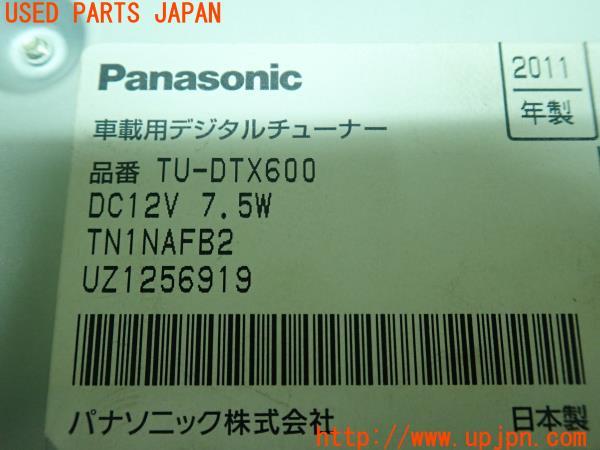 USED PARTS JAPAN
Panasonic
2011
年製
車載用デジタルチューナー
品番 TU-DTX600
DC12V 7.5W
TN1NAFB2
UZ1256919
パナソニック株式会社
日本製
http://www.upjpn.com